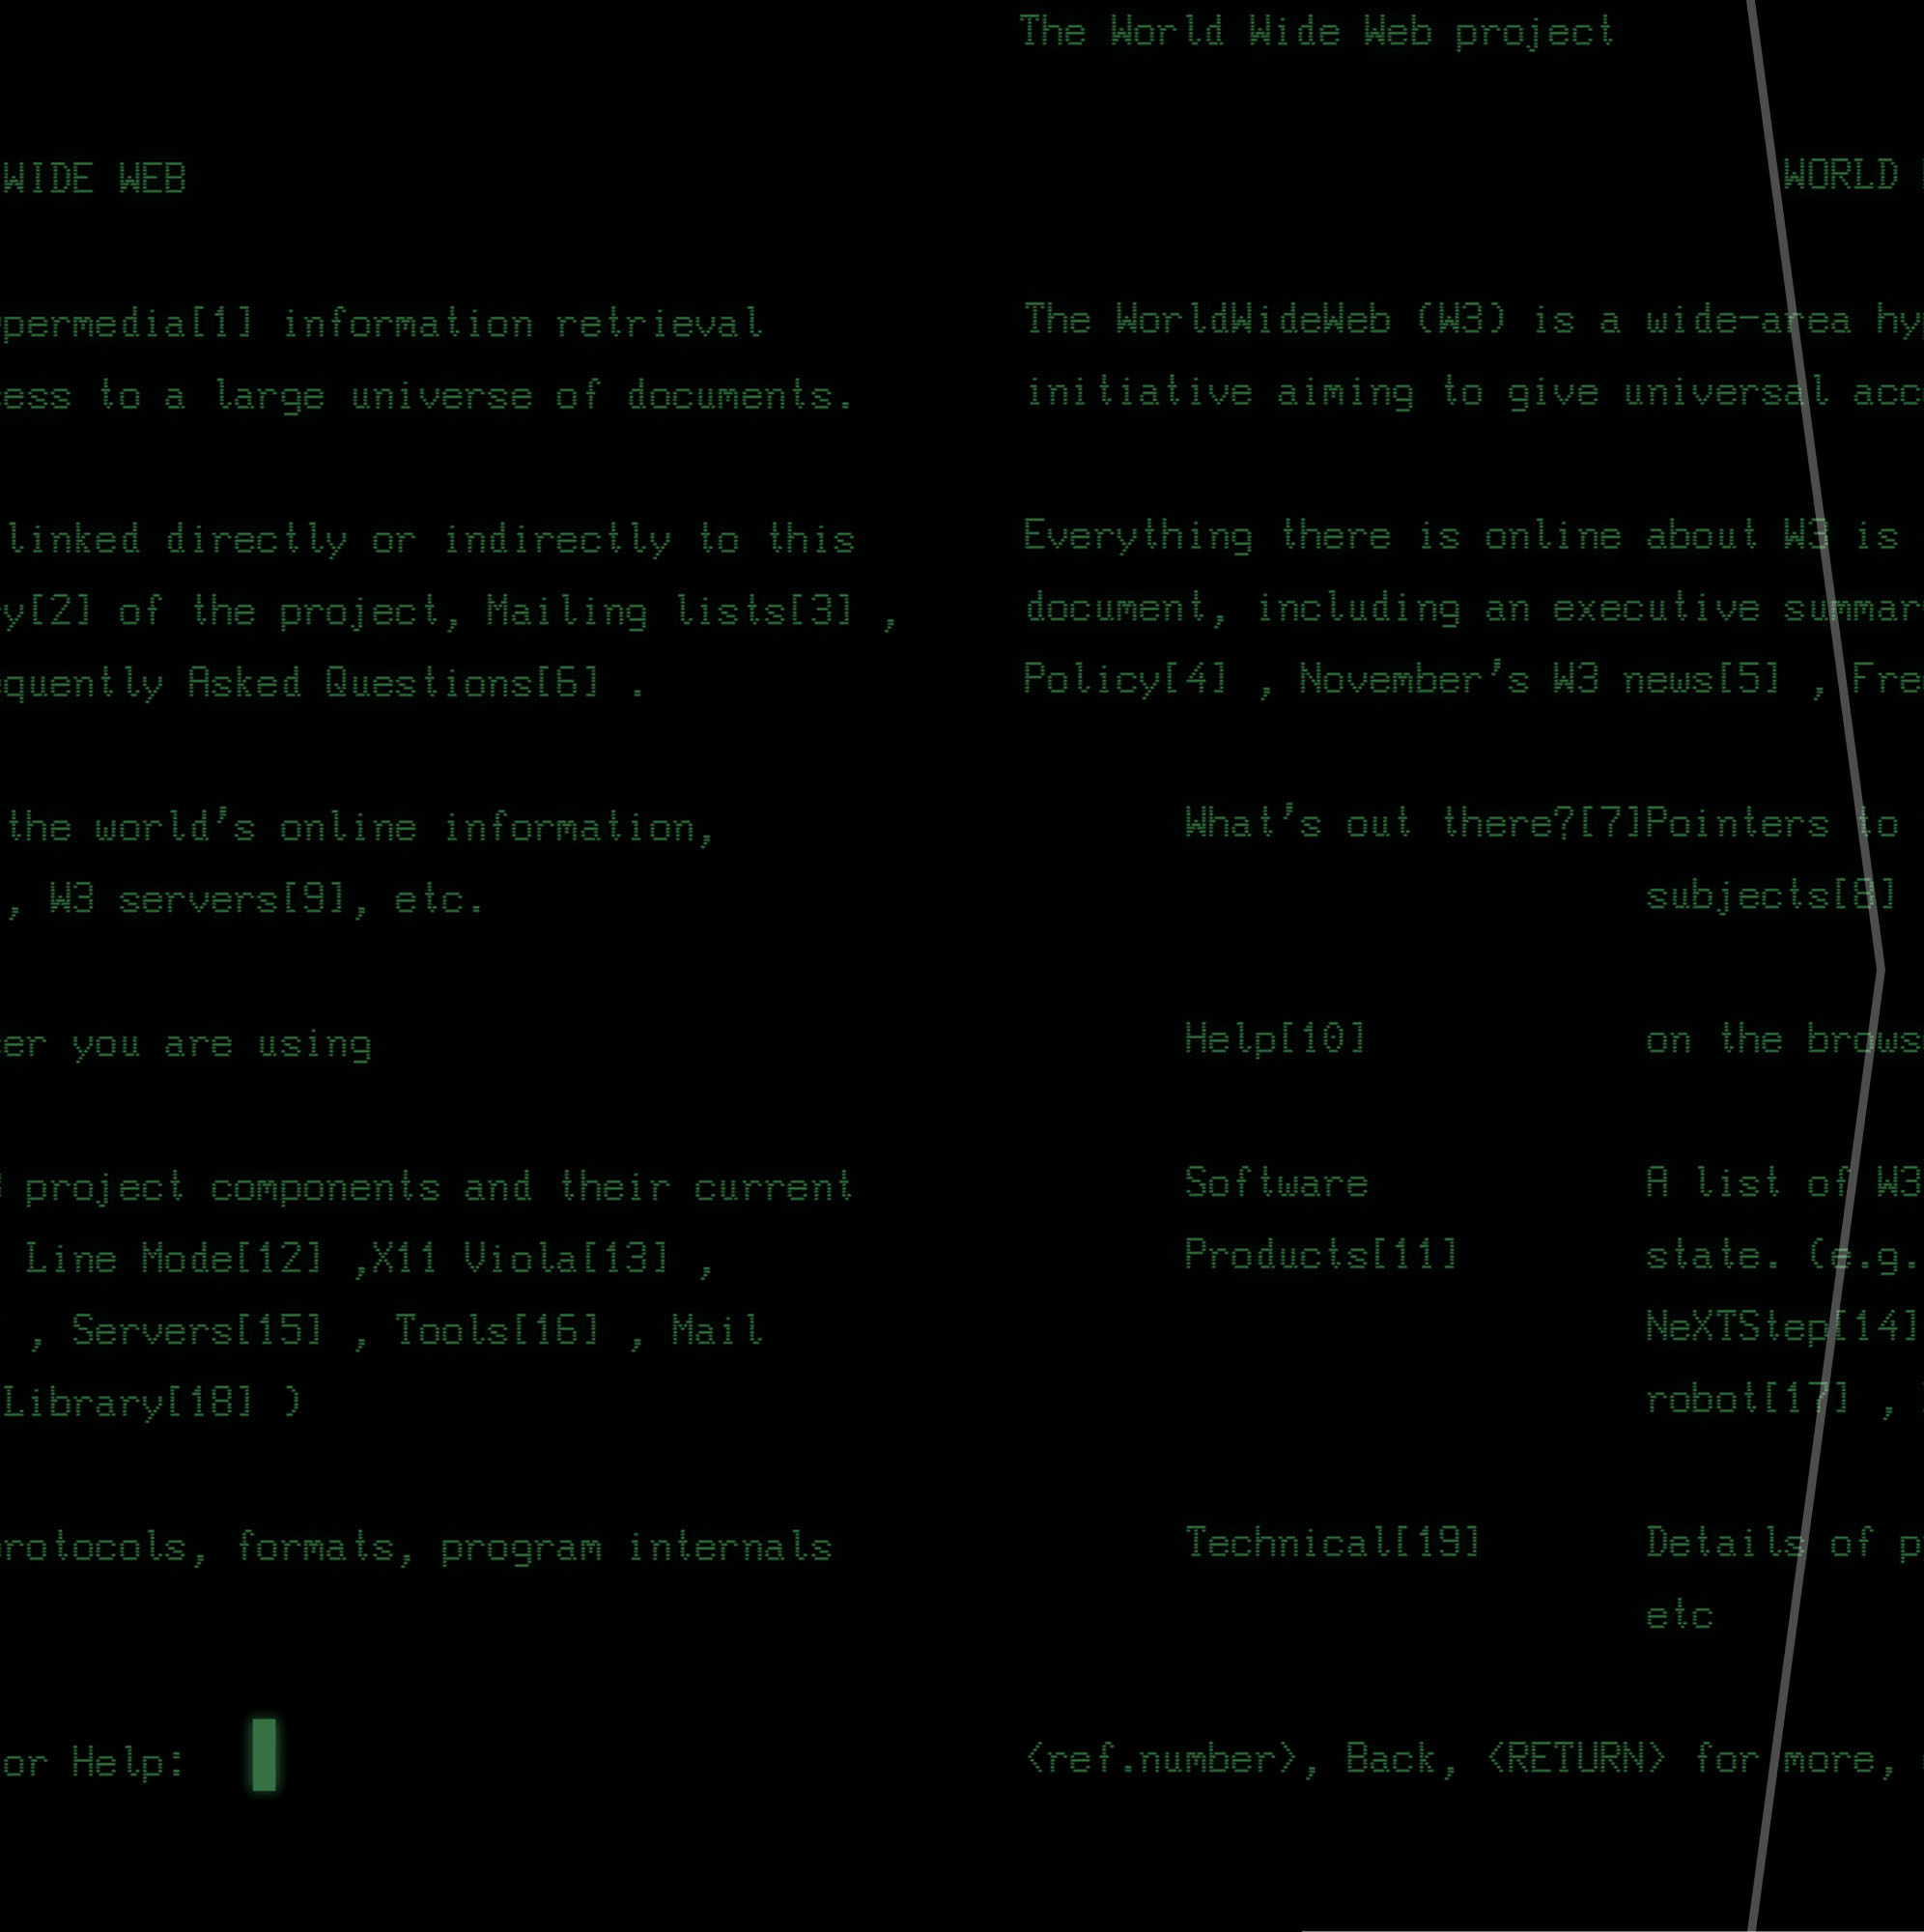 WIDE WEB
permedia[1] information retrieval
ess to a large universe of documents.
linked directly or indirectly to this
y[2] of the project, Mailing lists[3] ,
quently Asked Questions[6] .
the world's online information,
, W3 servers[9], etc.
er you are using
project components and their current
Line Mode[12] ,X11 Viola[13] ,
, Servers[15] , Tools[16] , Mail
Library[18] )
rotocols, formats, program internals
or Help:
The World Wide Web project
WORLD
The WorldWideWeb (W3) is a wide-area hy
initiative aiming to give universal acc
Everything there is online about W3 is
document, including an executive summar
Policy[4] , November's W3 news[5] , Fre
What's out there?[7]Pointers to
subjects[8]
Help[10] on the brows
Software A list of W3
Products[11] state. (e.g.
NeXTStep[14]
robot[17] ,
Technical[19] Details of p
etc
<ref.number>, Back, <RETURN> for more,